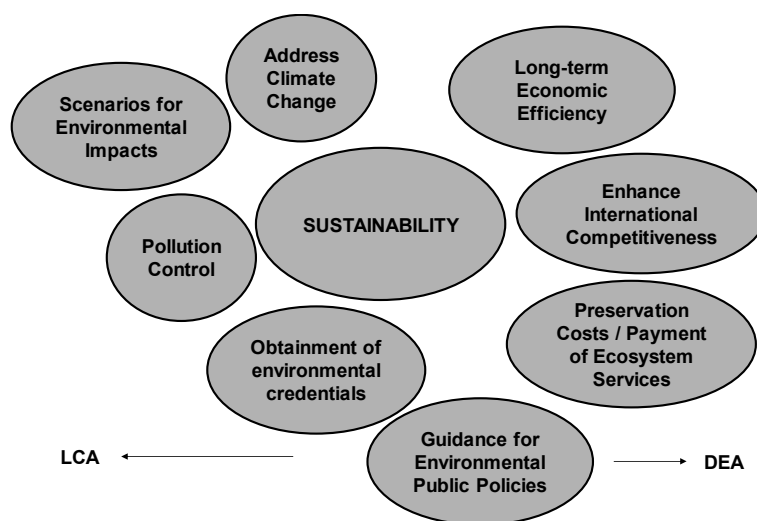 Address
Climate
Change
Long-term
Economic
Efficiency
Scenarios for
Environmental
Impacts
SUSTAINABILITY
Enhance
International
Competitiveness
Pollution
Control
Preservation
Costs / Payment
of Ecosystem
Services
Obtainment of
environmental
credentials
Guidance for
Environmental
Public Policies
LCA
DEA